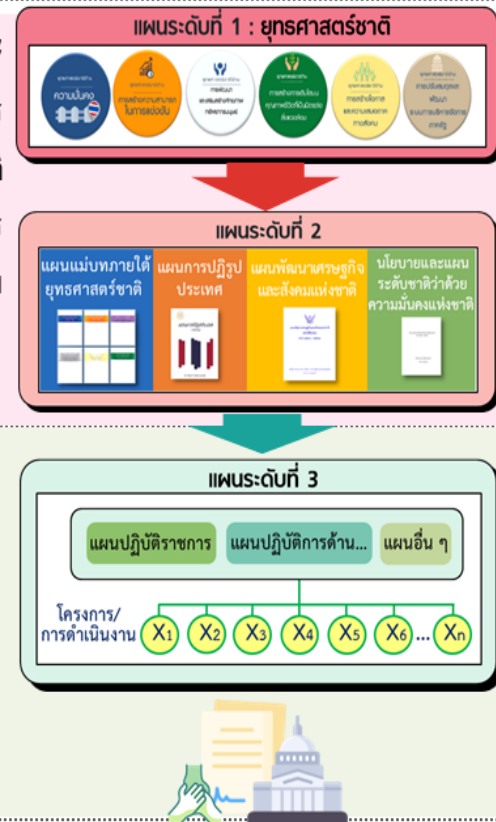 แผนระดับที่ 1 : ยุทธศาสตร์ชาติ
ความมั่นคง
การสร้างความสามารถ
ในการแข่งขัน
การพัฒนา
และเสริมสร้างศักยภาพ
ทรัพยากรมนุษย์
การสร้างการเติบโตบน
คุณภาพชีวิตที่เป็นมิตรต่อ
สิ่งแวดล้อม
การสร้างโอกาส
และความเสมอภาค
ทางสังคม
การปรับสมดุลและ
พัฒนา
ระบบการบริหารจัดการ
ภาครัฐ
แผนระดับที่ 2
แผนแม่บทภายใต้
ยุทธศาสตร์ชาติ
แผนการปฏิรูป
ประเทศ
แผนพัฒนาเศรษฐกิจ
และสังคมแห่งชาติ
นโยบายและแผน
ระดับชาติว่าด้วย
ความมั่นคงแห่งชาติ
แผนระดับที่ 3
แผนปฏิบัติราชการ
แผนปฏิบัติการด้าน...
แผนอื่น ๆ
โครงการ/
การดำเนินงาน
X1 X2 X3 X4 X5 X6 ... Xn